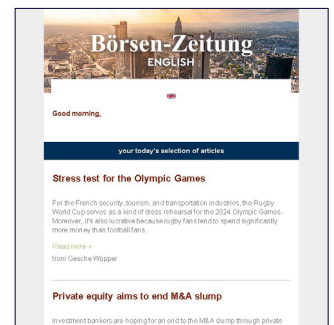 Börsen-Zeitung
ENGLISH
Good morning,
your today's selection of articles
Stress test for the Olympic Games
For the French security, tourism, and transportation industries, the Rugby
World Cup serves as a kind of dress rehearsal for the 2024 Olympic Games.
Moreover, it's also lucrative because rugby fans tend to spend significantly
more money than football fans.
Read more »
from Gesche Wüpper
Private equity aims to end M&A slump
Investment bankers are hoping for an end to the M&A slump through private